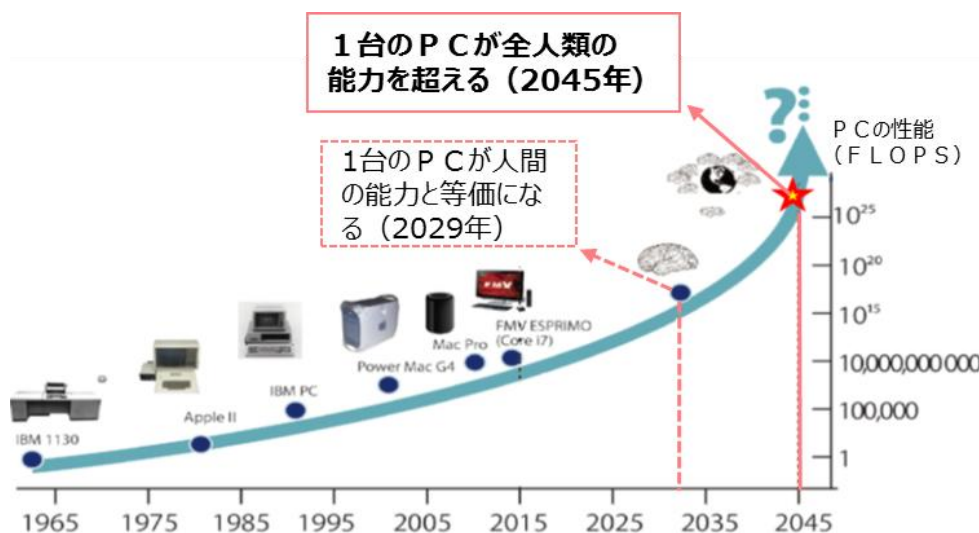 １台のＰＣが全人類の
能力を超える（2045年）
?
ＰＣの性能
（ＦＬＯＰＳ）
1台のＰＣが人間
の能力と等価にな
る（2029年）
10²⁵
10²⁰
10¹⁵
FMV
FMV ESPRIMO
(Core i7)
Mac Pro
Power Mac G4
10,000,000,000
IBM PC
100,000
Apple II
IBM 1130
1
1965 1975 1985 1995 2005 2015 2025 2035 2045